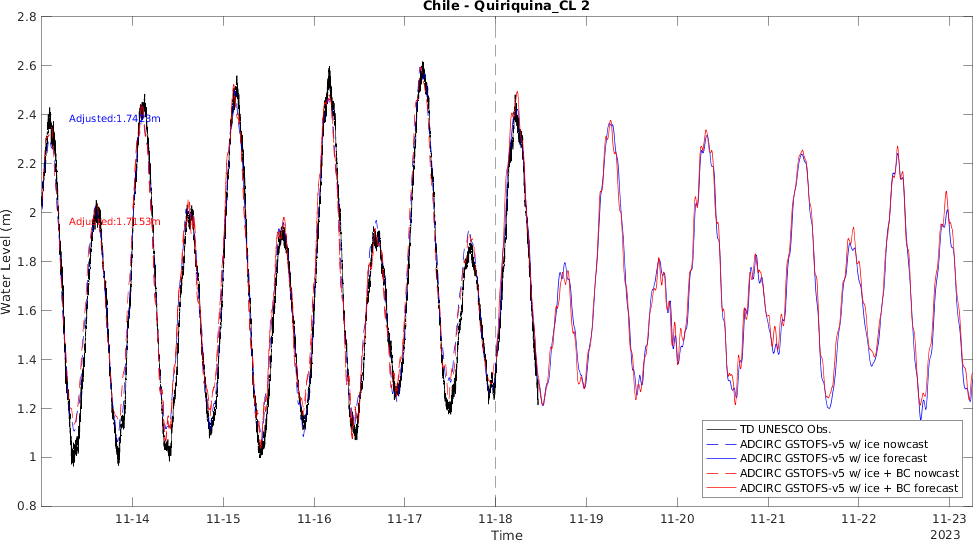 Chile - Quiriquina_CL 2
2.8
2.6
2.4
2.2
2
1.8
1.6
1.4
1.2
1
0.8
Water Level (m)
Adjusted:1.7423m
Adjusted:1.7153m
TD UNESCO Obs.
ADCIRC GSTOFS-v5 w/ ice nowcast
ADCIRC GSTOFS-v5 w/ ice forecast
ADCIRC GSTOFS-v5 w/ ice + BC nowcast
ADCIRC GSTOFS-v5 w/ ice + BC forecast
11-14 11-15 11-16 11-17 11-18 11-19 11-20 11-21 11-22 11-23
Time
2023